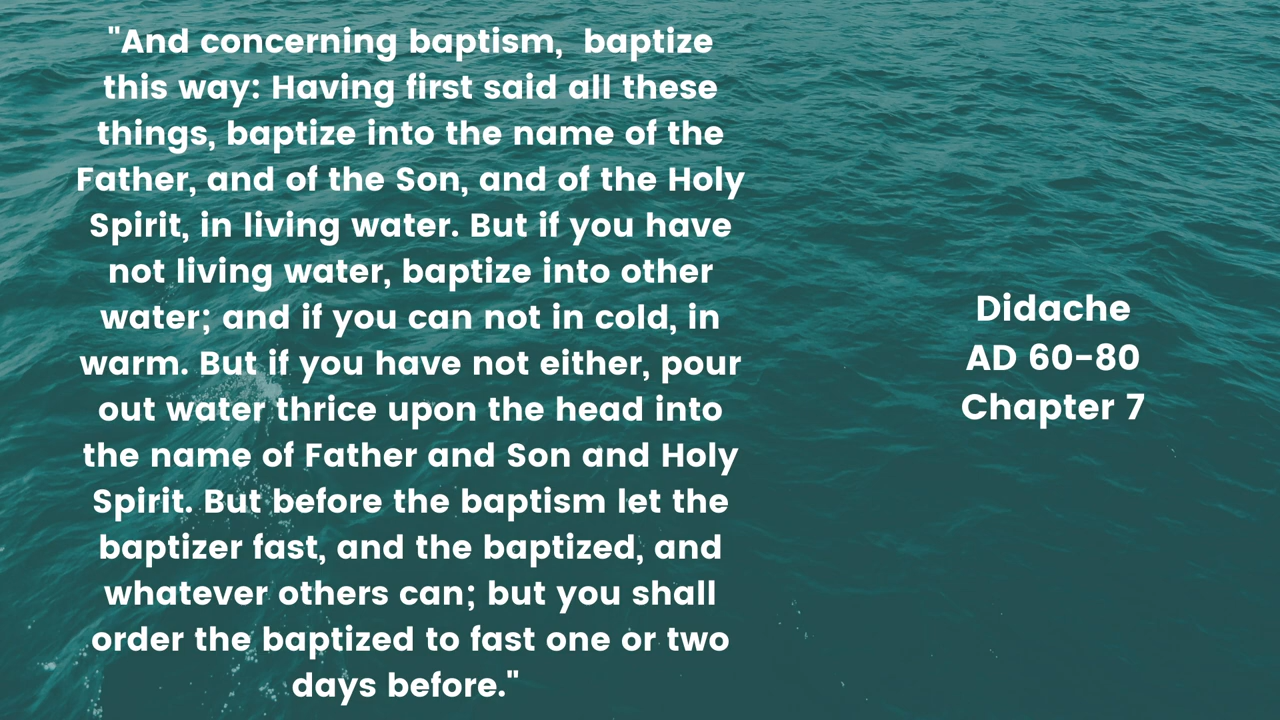 "And concerning baptism,  baptize
this way: Having first said all these
things, baptize into the name of the
Father, and of the Son, and of the Holy
Spirit, in living water. But if you have
not living water, baptize into other
water; and if you can not in cold, in
warm. But if you have not either, pour
out water thrice upon the head into
the name of Father and Son and Holy
Spirit. But before the baptism let the
baptizer fast, and the baptized, and
whatever others can; but you shall
order the baptized to fast one or two
days before."
Didache
AD 60-80
Chapter 7